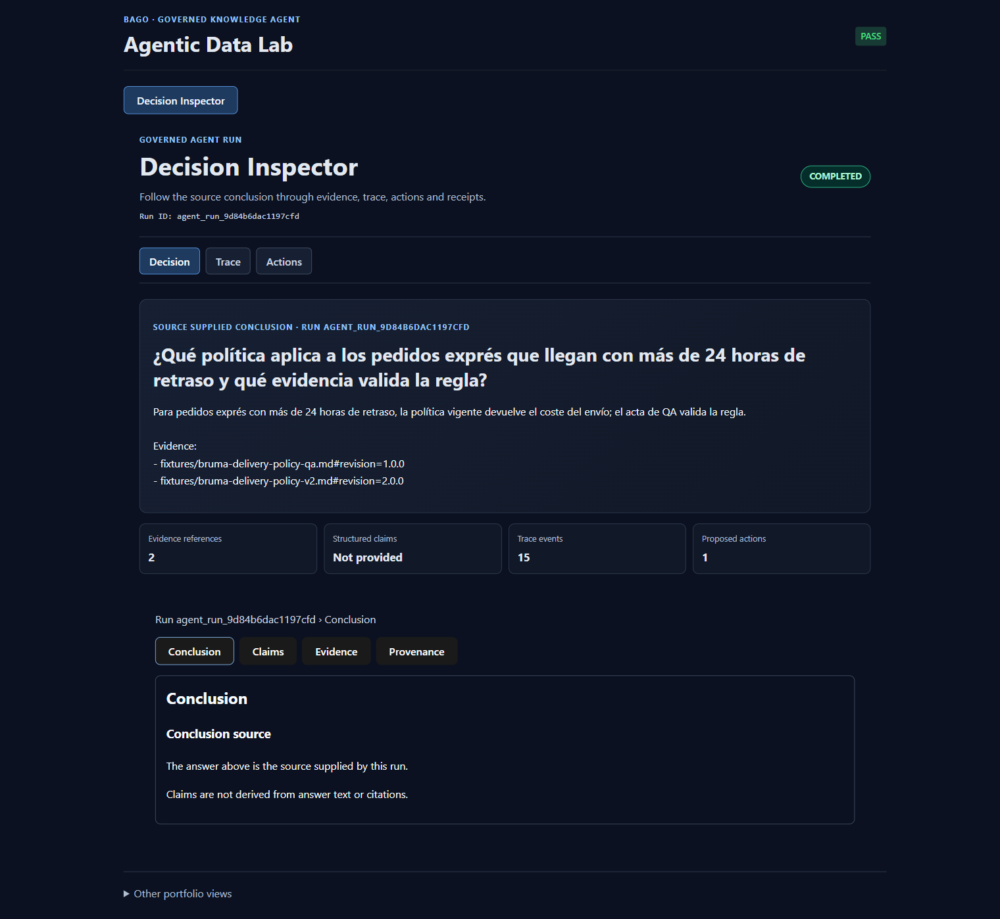 BAGO · GOVERNED KNOWLEDGE AGENT
Agentic Data Lab
PASS
Decision Inspector
GOVERNED AGENT RUN
Decision Inspector
COMPLETED
Follow the source conclusion through evidence, trace, actions and receipts.
Run ID: agent_run_9d84b6dac1197cfd
Decision
Trace
Actions
SOURCE SUPPLIED CONCLUSION · RUN AGENT_RUN_9D84B6DAC1197CFD
¿Qué política aplica a los pedidos exprés que llegan con más de 24 horas de
retraso y qué evidencia valida la regla?
Para pedidos exprés con más de 24 horas de retraso, la política vigente devuelve el coste del envío; el acta de QA valida la regla.
Evidence:
- fixtures/bruma-delivery-policy-qa.md#revision=1.0.0
- fixtures/bruma-delivery-policy-v2.md#revision=2.0.0
Evidence references
2
Structured claims
Not provided
Trace events
15
Proposed actions
1
Run agent_run_9d84b6dac1197cfd › Conclusion
Conclusion
Claims
Evidence
Provenance
Conclusion
Conclusion source
The answer above is the source supplied by this run.
Claims are not derived from answer text or citations.
Other portfolio views